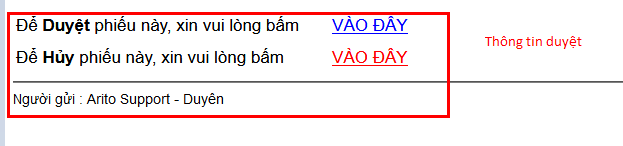 Để Duyệt phiếu này, xin vui lòng bấm VÀO ĐÂY
Thông tin duyệt
Để Hủy phiếu này, xin vui lòng bấm VÀO ĐÂY
Người gửi : Arito Support - Duyên